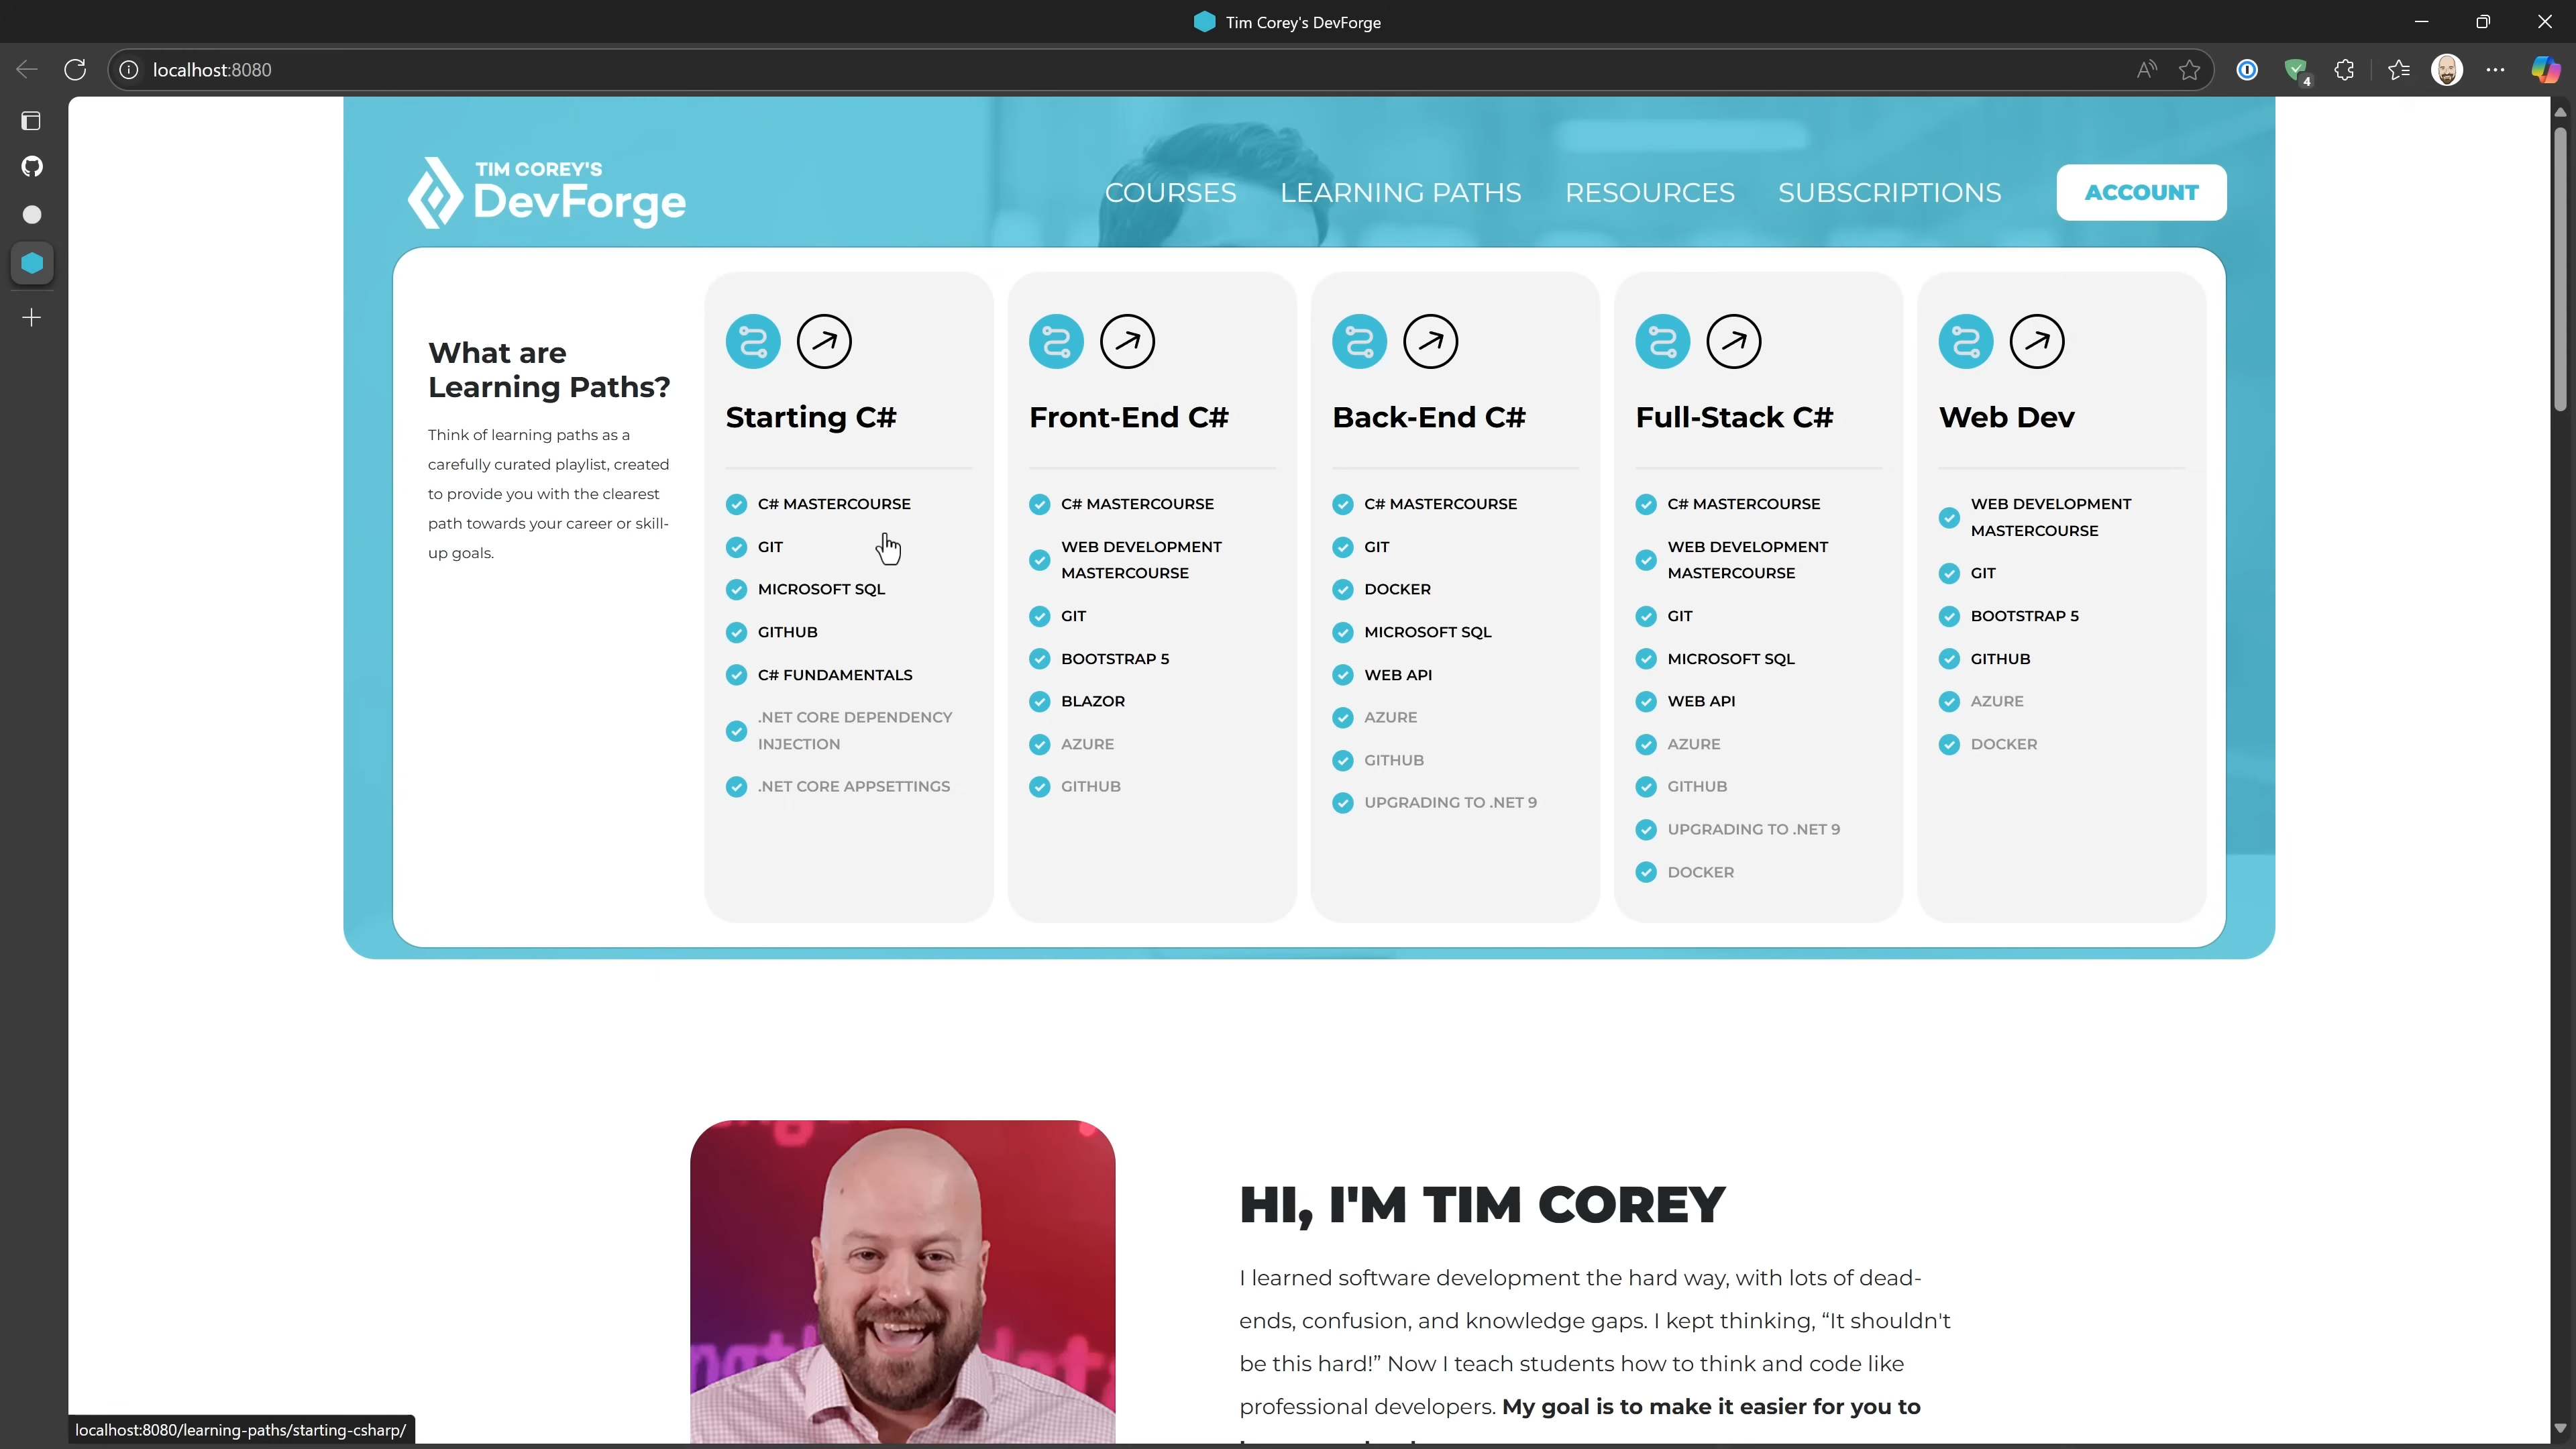 Tim Corey's DevForge
localhost:8080
4
TIM COREY'S
DevForge
COURSES
LEARNING PATHS
RESOURCES
SUBSCRIPTIONS
ACCOUNT
What are
Learning Paths?
Think of learning paths as a
carefully curated playlist, created
to provide you with the clearest
path towards your career or skill-
up goals.
Starting C#
C# MASTERCOURSE
GIT
MICROSOFT SQL
GITHUB
C# FUNDAMENTALS
.NET CORE DEPENDENCY
INJECTION
.NET CORE APPSETTINGS
Front-End C#
C# MASTERCOURSE
WEB DEVELOPMENT
MASTERCOURSE
GIT
BOOTSTRAP 5
BLAZOR
AZURE
GITHUB
Back-End C#
C# MASTERCOURSE
GIT
DOCKER
MICROSOFT SQL
WEB API
AZURE
GITHUB
UPGRADING TO .NET 9
Full-Stack C#
C# MASTERCOURSE
WEB DEVELOPMENT
MASTERCOURSE
GIT
MICROSOFT SQL
WEB API
AZURE
GITHUB
UPGRADING TO .NET 9
DOCKER
Web Dev
WEB DEVELOPMENT
MASTERCOURSE
GIT
BOOTSTRAP 5
GITHUB
AZURE
DOCKER
HI, I'M TIM COREY
I learned software development the hard way, with lots of dead-
ends, confusion, and knowledge gaps. I kept thinking, “It shouldn't
be this hard!” Now I teach students how to think and code like
professional developers. My goal is to make it easier for you to
localhost:8080/learning-paths/starting-csharp/